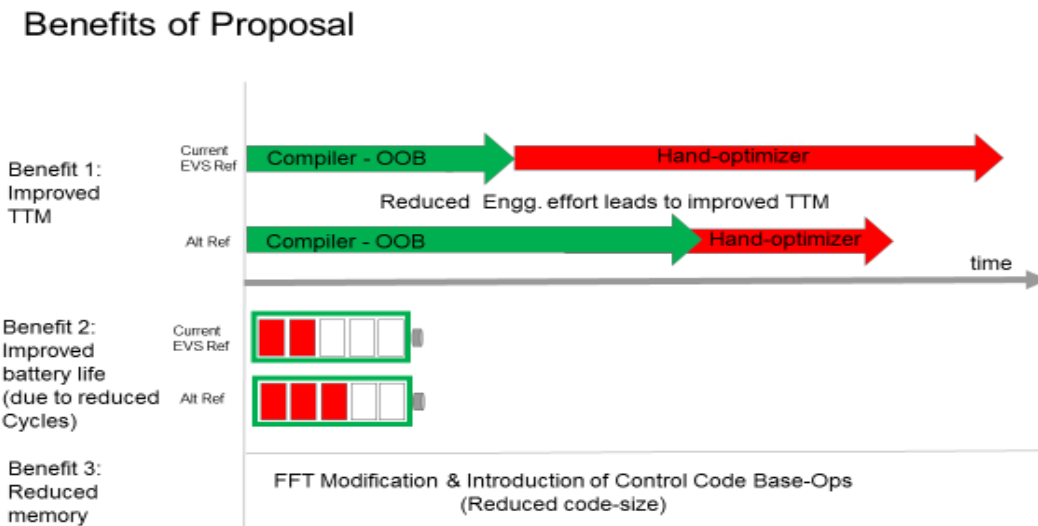 Benefits of Proposal
Benefit 1:
Improved
TTM
Current
EVS Ref
Compiler - OOB
Hand-optimizer
Reduced Engg. effort leads to improved TTM
Alt Ref
Compiler - OOB
Hand-optimizer
time
Benefit 2:
Improved
battery life
(due to reduced
Cycles)
Current
EVS Ref
Alt Ref
Benefit 3:
Reduced
memory
FFT Modification & Introduction of Control Code Base-Ops
(Reduced code-size)